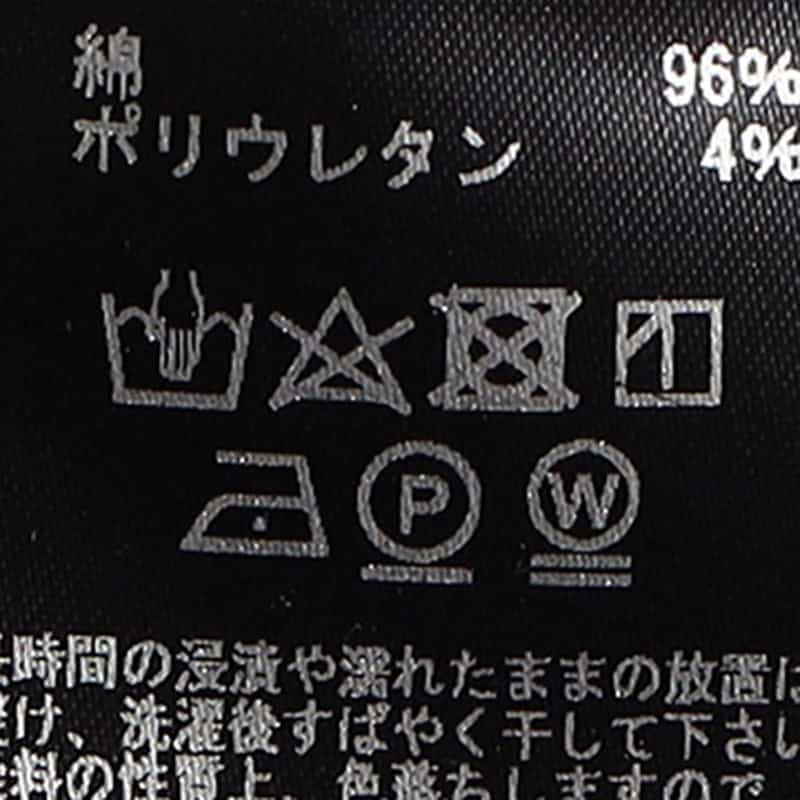 綿 96%
ポリウレタン 4%
P W
時間の浸漬や濡れたままの放置は
け、洗濯後すばやく干して下さい
料の性質上、色落ちしますので